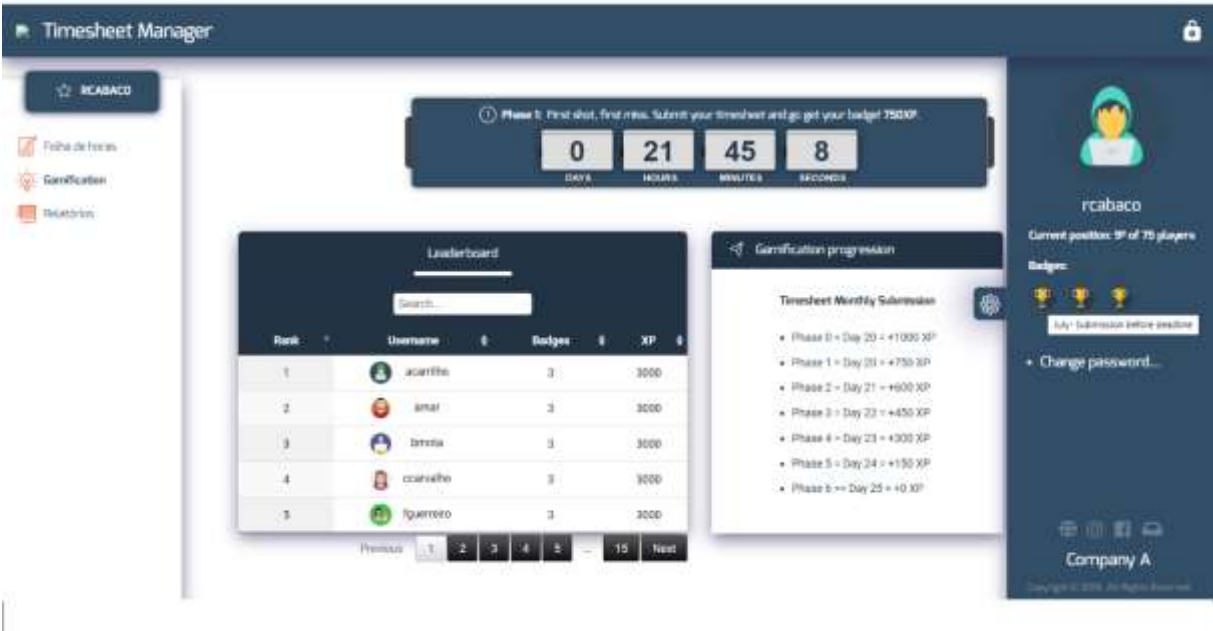 Timesheet Manager
RCABACO
Folha de horas
Gamification
Relatórios
Phase 1: First shot, first miss. Submit your timesheet and go get your badge! 750XP.
0 21 45 8
DAYS HOURS MINUTES SECONDS
Leaderboard
Search...
Rank Username Badges XP
1 acarrilho 3 3000
2 amar 3 3000
3 bmota 3 3000
4 ccarvalho 3 3000
5 fguerreiro 3 3000
Previous 1 2 3 4 5 ... 15 Next
Gamification progression
Timesheet Monthly Submission
Phase 0 = Day 20 = +1000 XP
Phase 1 = Day 20 = +750 XP
Phase 2 = Day 21 = +600 XP
Phase 3 = Day 22 = +450 XP
Phase 4 = Day 23 = +300 XP
Phase 5 = Day 24 = +150 XP
Phase 6 => Day 25 = +0 XP
rcabaco
Current position: 9º of 75 players
Badges:
July- Submission before deadline
+ Change password...
Company A
All Rights Reserved